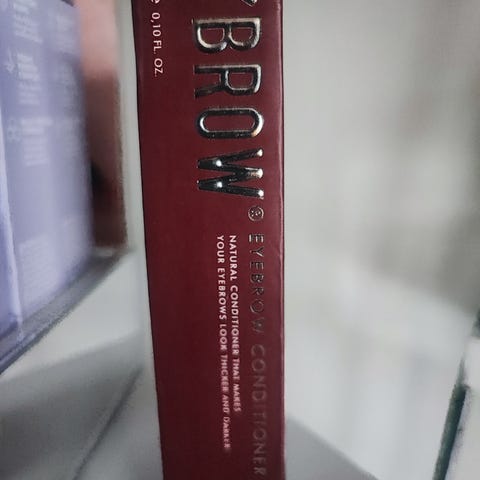 BROW®
EYEBROW CONDITIONER
NATURAL CONDITIONER THAT MAKES
YOUR EYEBROWS LOOK THICKER AND DARKER
0,10 FL. OZ.